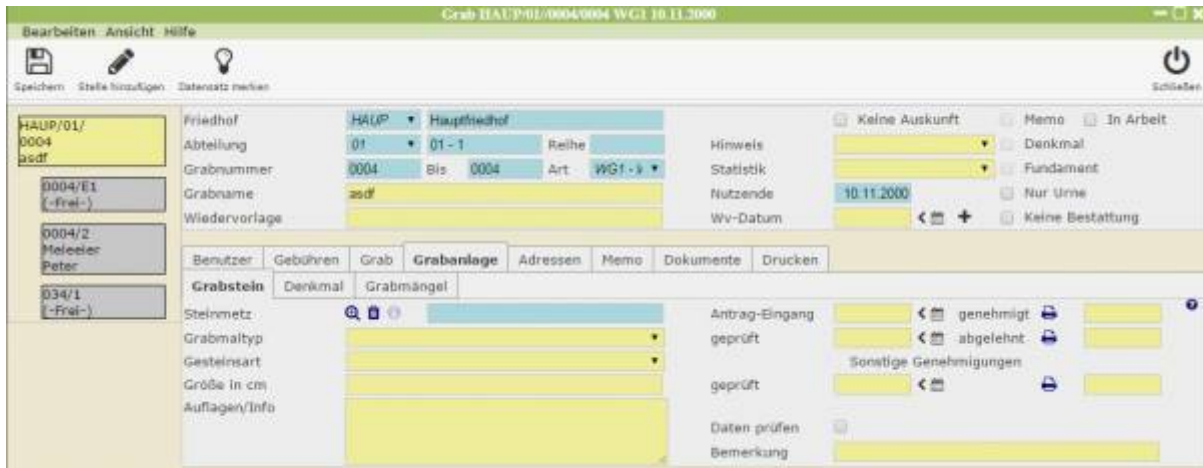 Grab HAUP/01//0004/0004 WG1 10.11.2000
Bearbeiten Ansicht Hilfe
Speichern Stelle hinzufügen Datensatz merken Schließen
HAUP/01/
0004
asdf
0004/E1
(-Frei-)
0004/2
Meleeier
Peter
034/1
(-Frei-)
Friedhof HAUP Hauptfriedhof Keine Auskunft Memo In Arbeit
Abteilung 01 01 - 1 Reihe Hinweis Denkmal
Grabnummer 0004 Bis 0004 Art WG1 - Statistik Fundament
Grabname asdf Nutzende 10.11.2000 Nur Urne
Wiedervorlage Wv-Datum Keine Bestattung
Benutzer Gebühren Grab Grabanlage Adressen Memo Dokumente Drucken
Grabstein Denkmal Grabmängel
Steinmetz Antrag-Eingang genehmigt
Grabmaltyp geprüft abgelehnt
Gesteinsart Sonstige Genehmigungen
Größe in cm geprüft
Auflagen/Info
Daten prüfen
Bemerkung